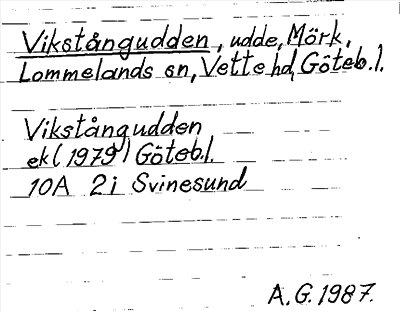 Vikstångudden, udde, Mörk,
Lommelands sn, Vette hd, Göteb. l.
Vikstångudden
ek (1979) Göteb.l.
10A 2i Svinesund
A.G. 1987.